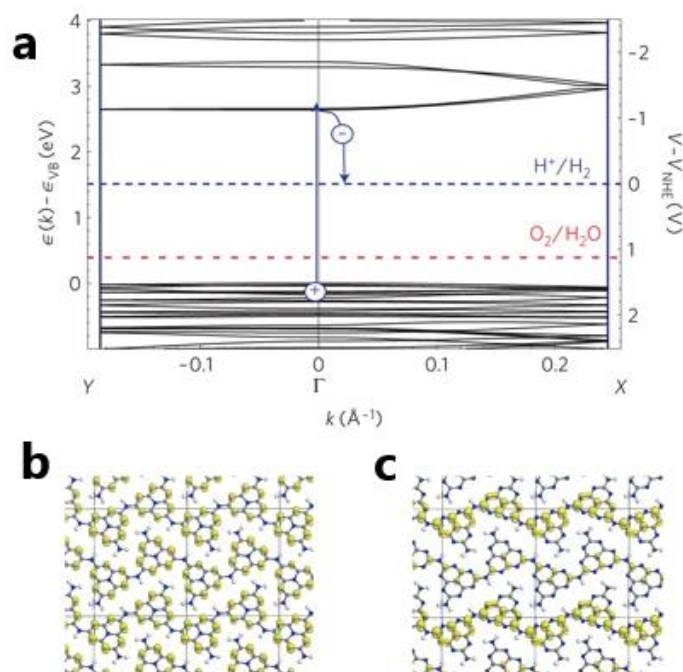 a
4
3
2
1
0
ϵ(k) − ϵVB (eV)
-2
-1
0
1
2
V − VNHE (V)
H⁺/H₂
O₂/H₂O
−
+
-0.1
0
0.1
0.2
Y
Γ
X
k (Å⁻¹)
b
c